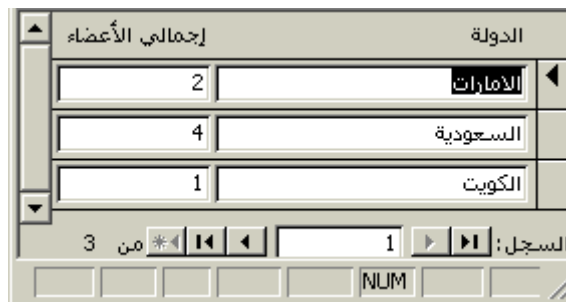 الدولة إجمالي الأعضاء
الامارات 2
السعودية 4
الكويت 1
السجل: 1 من 3
NUM